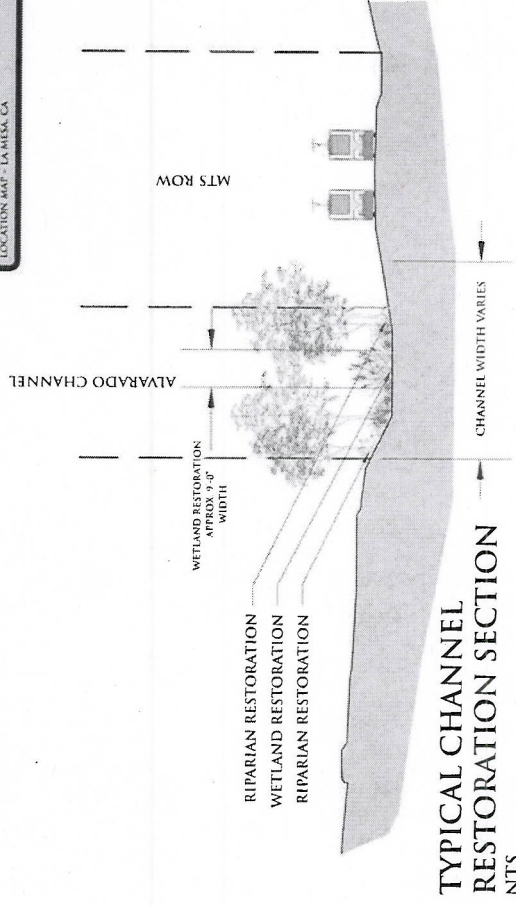 LOCATION MAP - LA MESA, CA
MTS ROW
ALVARADO CHANNEL
WETLAND RESTORATION
APPROX 9'-0"
WIDTH
RIPARIAN RESTORATION
WETLAND RESTORATION
RIPARIAN RESTORATION
CHANNEL WIDTH VARIES
TYPICAL CHANNEL
RESTORATION SECTION
NTS